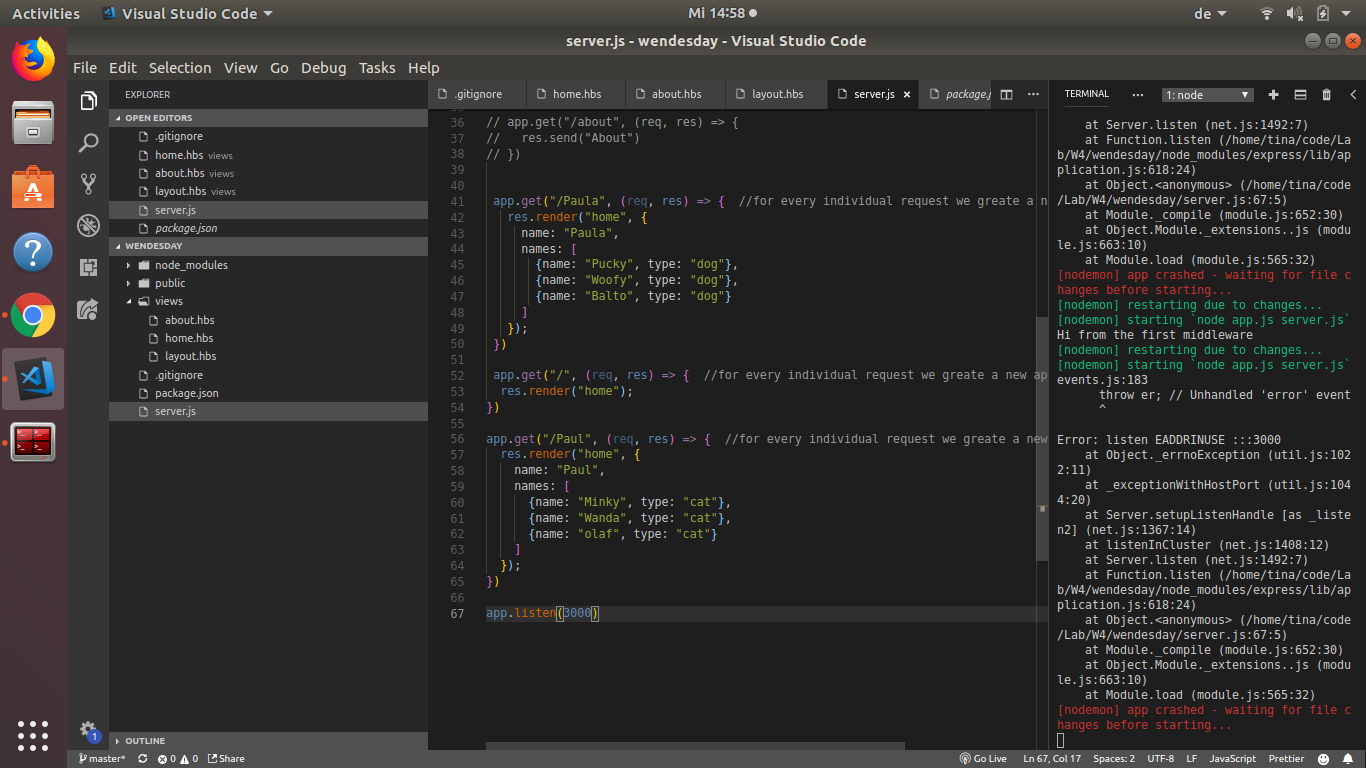 Activities
Visual Studio Code
Mi 14:58
de
server.js - wendesday - Visual Studio Code
File Edit Selection View Go Debug Tasks Help
EXPLORER
OPEN EDITORS
.gitignore
home.hbs views
about.hbs views
layout.hbs views
server.js
package.json
WENDESDAY
node_modules
public
views
about.hbs
home.hbs
layout.hbs
.gitignore
package.json
server.js
OUTLINE
.gitignore home.hbs about.hbs layout.hbs server.js × package.j
36 // app.get("/about", (req, res) => {
37 //   res.send("About")
38 // })
39
40
41 app.get("/Paula", (req, res) => {  //for every individual request we greate a n
42 res.render("home", {
43 name: "Paula",
44 names: [
45 {name: "Pucky", type: "dog"},
46 {name: "Woofy", type: "dog"},
47 {name: "Balto", type: "dog"}
48 ]
49 });
50 })
51
52 app.get("/", (req, res) => {  //for every individual request we greate a new ap
53 res.render("home");
54 })
55
56 app.get("/Paul", (req, res) => {  //for every individual request we greate a new
57 res.render("home", {
58 name: "Paul",
59 names: [
60 {name: "Minky", type: "cat"},
61 {name: "Wanda", type: "cat"},
62 {name: "olaf", type: "cat"}
63 ]
64 });
65 })
66
67 app.listen(3000)
TERMINAL ··· 1: node
at Server.listen (net.js:1492:7)
at Function.listen (/home/tina/code/La
b/W4/wendesday/node_modules/express/lib/ap
plication.js:618:24)
at Object.<anonymous> (/home/tina/code
/Lab/W4/wendesday/server.js:67:5)
at Module._compile (module.js:652:30)
at Object.Module._extensions..js (modu
le.js:663:10)
at Module.load (module.js:565:32)
[nodemon] app crashed - waiting for file c
hanges before starting...
[nodemon] restarting due to changes...
[nodemon] starting `node app.js server.js`
Hi from the first middleware
[nodemon] restarting due to changes...
[nodemon] starting `node app.js server.js`
events.js:183
throw er; // Unhandled 'error' event
^
Error: listen EADDRINUSE :::3000
at Object._errnoException (util.js:102
2:11)
at _exceptionWithHostPort (util.js:104
4:20)
at Server.setupListenHandle [as _liste
n2] (net.js:1367:14)
at listenInCluster (net.js:1408:12)
at Server.listen (net.js:1492:7)
at Function.listen (/home/tina/code/La
b/W4/wendesday/node_modules/express/lib/ap
plication.js:618:24)
at Object.<anonymous> (/home/tina/code
/Lab/W4/wendesday/server.js:67:5)
at Module._compile (module.js:652:30)
at Object.Module._extensions..js (modu
le.js:663:10)
at Module.load (module.js:565:32)
[nodemon] app crashed - waiting for file c
hanges before starting...
1
master* 0 0 Share Go Live Ln 67, Col 17 Spaces: 2 UTF-8 LF JavaScript Prettier